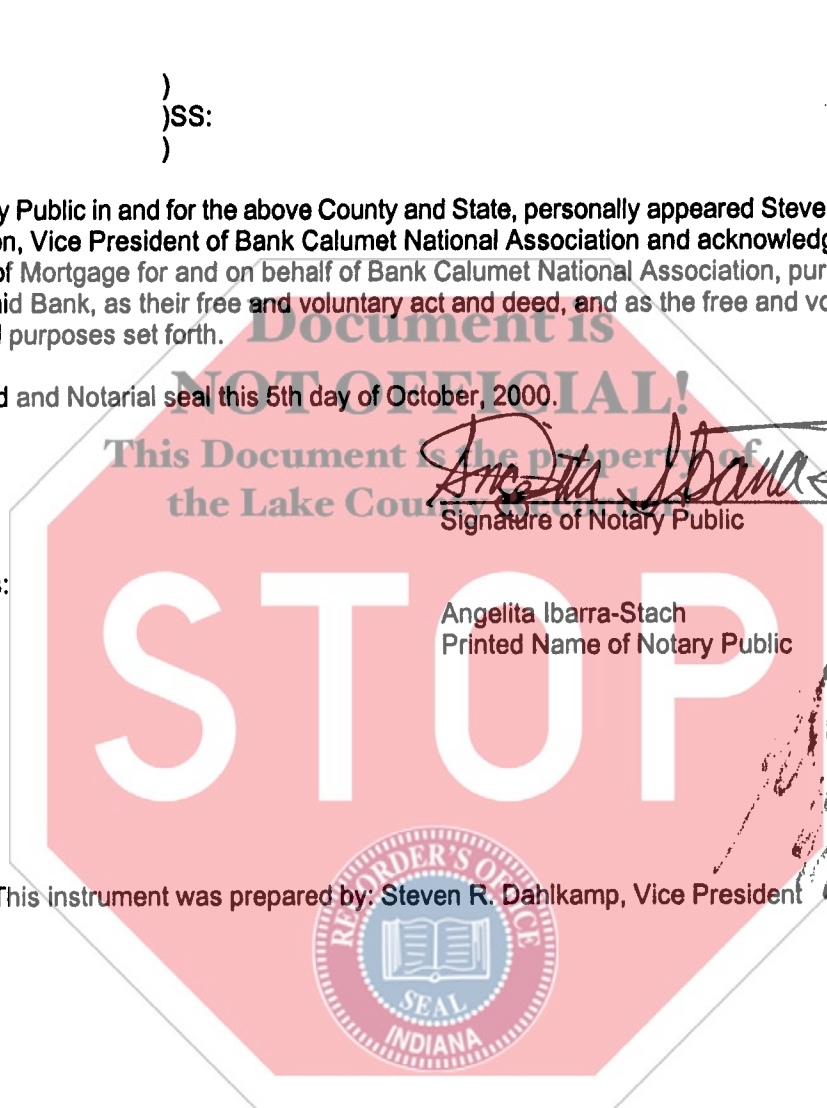 )
)SS:
)
y Public in and for the above County and State, personally appeared Steve
on, Vice President of Bank Calumet National Association and acknowledg
of Mortgage for and on behalf of Bank Calumet National Association, pur
id Bank, as their free and voluntary act and deed, and as the free and vo
purposes set forth.
Document is
d and Notarial seal this 5th day of October, 2000.
NOT OFFICIAL!
This Document is the property of
the Lake County Recorder!
Angelita Ibarra-S
Signature of Notary Public
s:
Angelita Ibarra-Stach
Printed Name of Notary Public
STOP
This instrument was prepared by: Steven R. Dahlkamp, Vice President
RECORDER'S OFFICE
SEAL
INDIANA